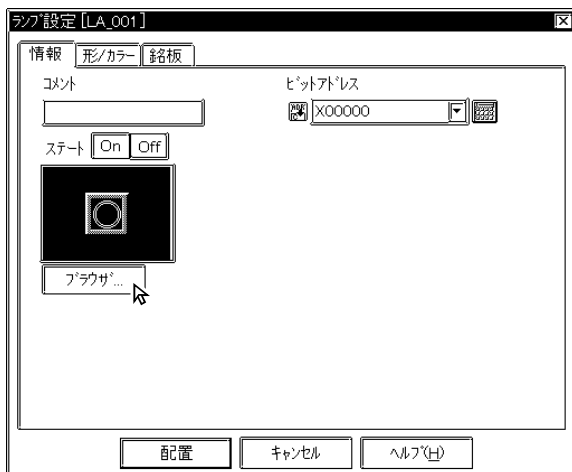 ﾗﾝﾌﾟ設定 [LA_001]
情報 形/ｶﾗｰ 銘板
ｺﾒﾝﾄ ﾋﾞｯﾄｱﾄﾞﾚｽ
X00000
ｽﾃｰﾄ On Off
ﾌﾞﾗｳｻﾞ...
配置 ｷｬﾝｾﾙ ﾍﾙﾌﾟ(H)